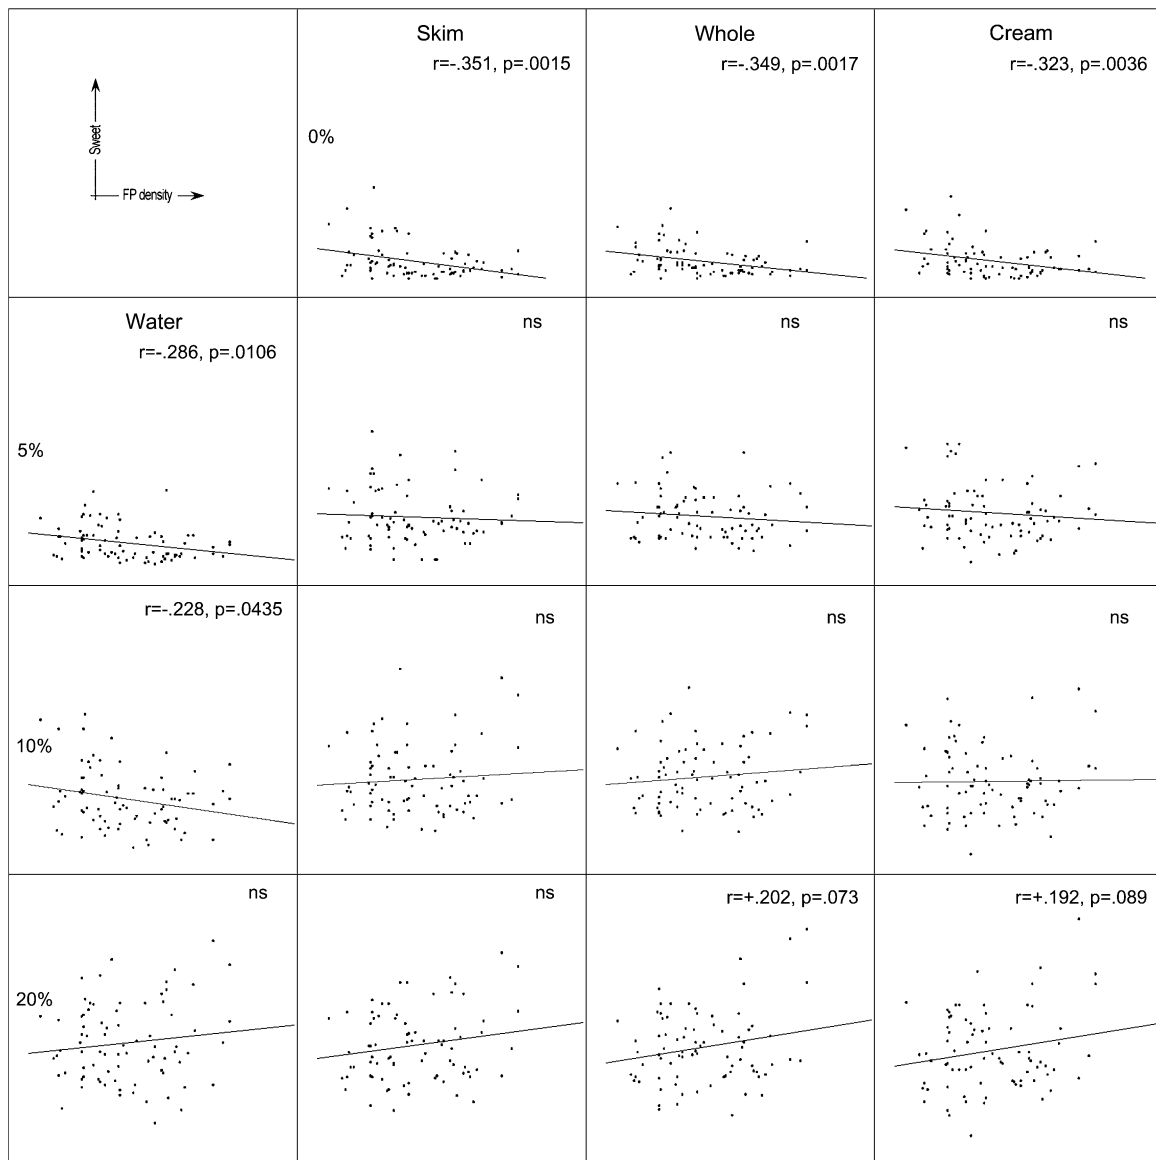 Skim
Whole
Cream
r=-.351, p=.0015
r=-.349, p=.0017
r=-.323, p=.0036
Sweet
FP density
0%
Water
r=-.286, p=.0106
ns
ns
ns
5%
r=-.228, p=.0435
ns
ns
ns
10%
ns
ns
r=+.202, p=.073
r=+.192, p=.089
20%